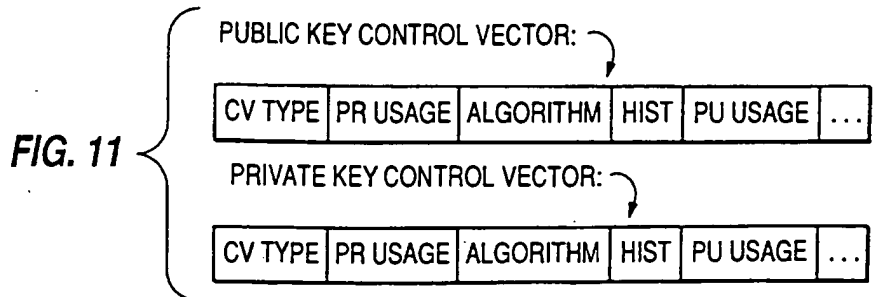 PUBLIC KEY CONTROL VECTOR:
CV TYPE PR USAGE ALGORITHM HIST PU USAGE ...
FIG. 11
PRIVATE KEY CONTROL VECTOR:
CV TYPE PR USAGE ALGORITHM HIST PU USAGE ...